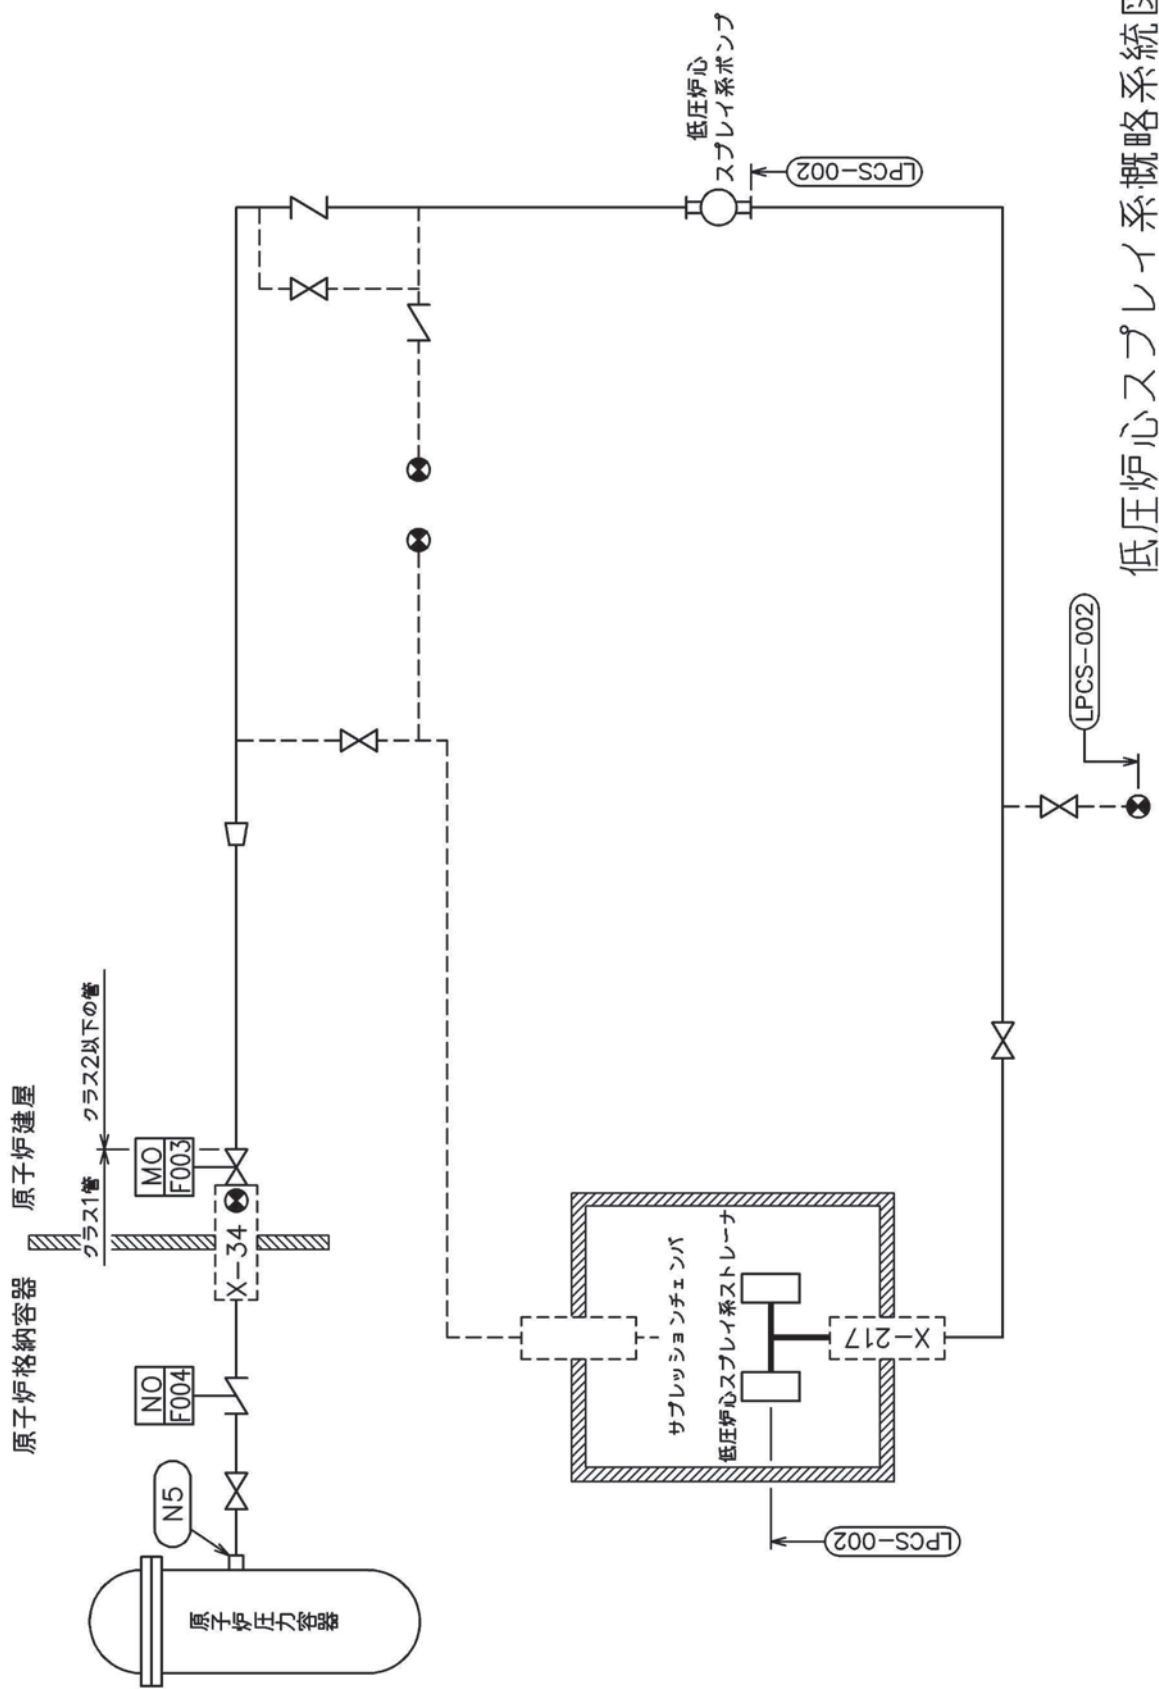 原子炉格納容器
原子炉建屋
クラス1管
クラス2以下の管
MO
F003
NO
F004
X-34
N5
原子炉圧力容器
低圧炉心
スプレイ系ポンプ
LPCS-002
サプレッションチェンバ
低圧炉心スプレイ系ストレーナ
X-217
LPCS-002
LPCS-002
低圧炉心スプレイ系概略系統図